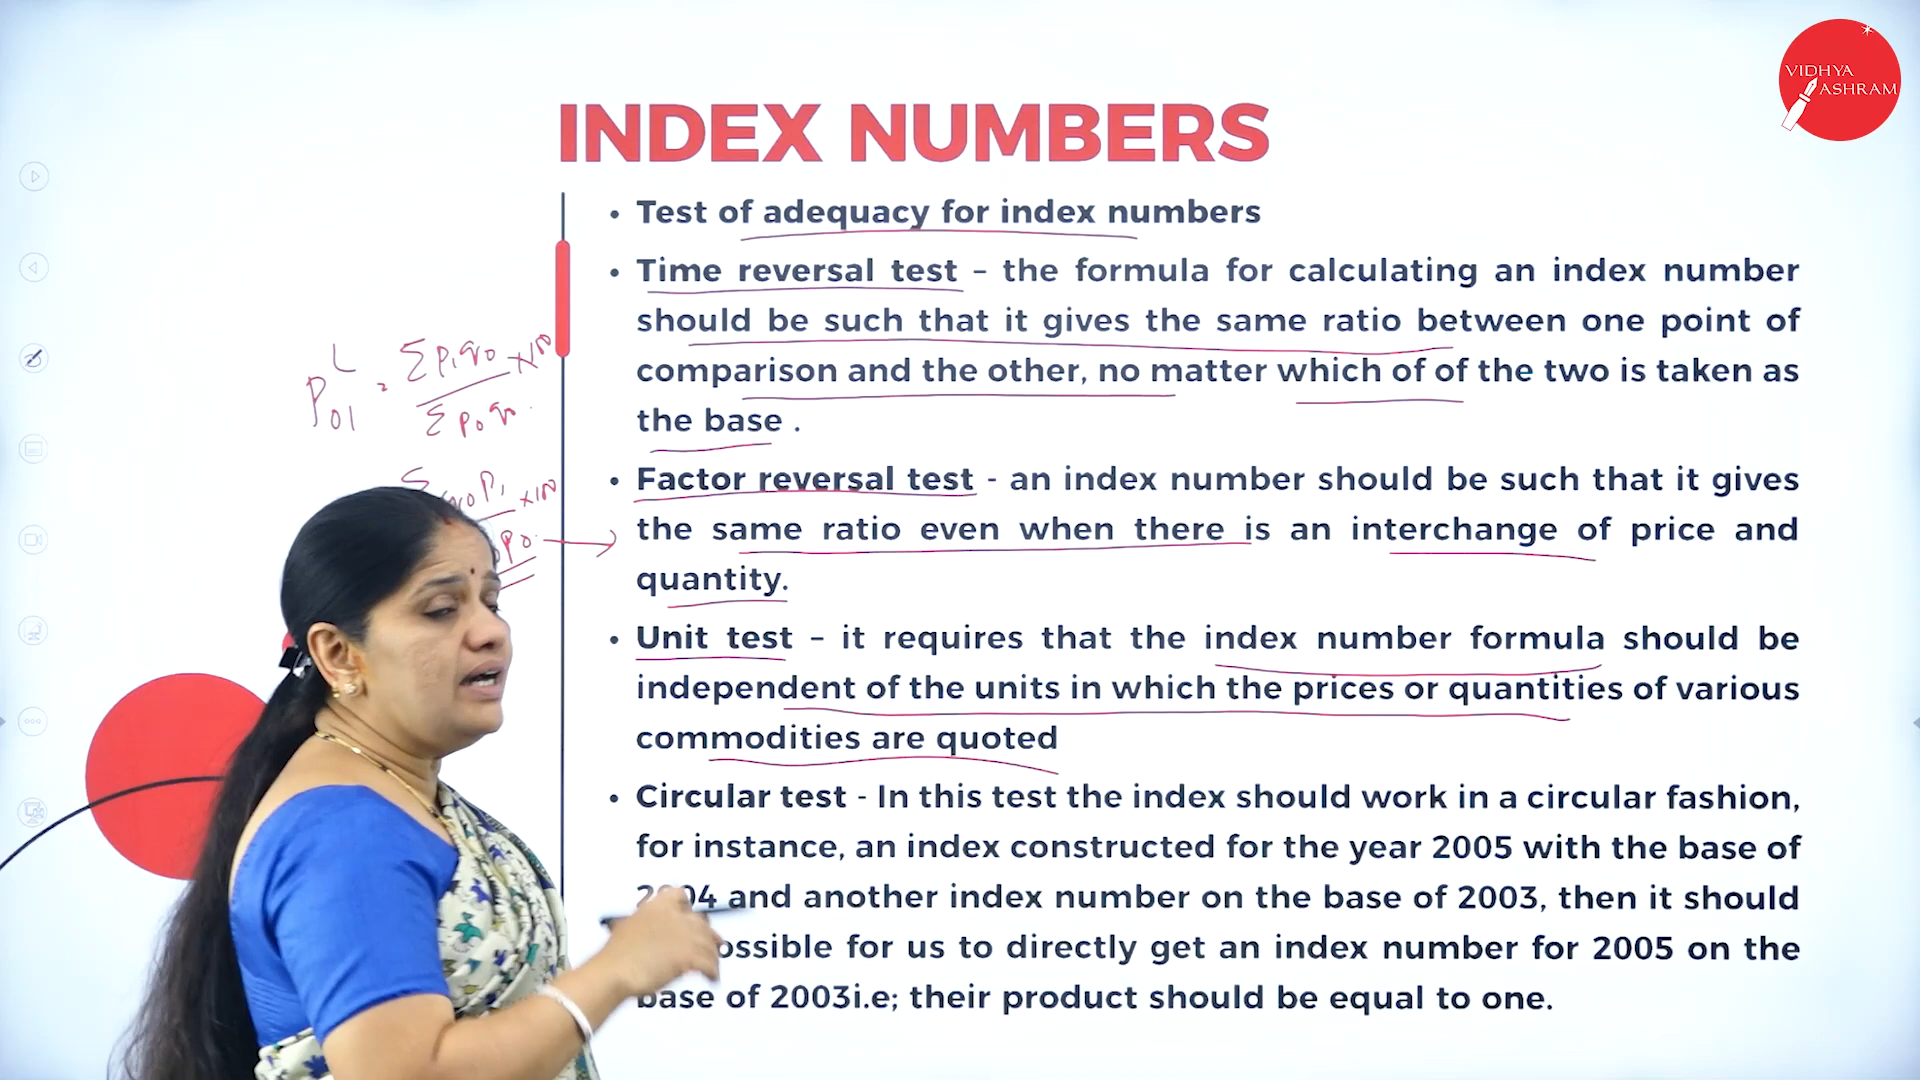 VIDHYA
ASHRAM
INDEX NUMBERS
• Test of adequacy for index numbers
• Time reversal test – the formula for calculating an index number
should be such that it gives the same ratio between one point of
comparison and the other, no matter which of of the two is taken as
the base .
• Factor reversal test - an index number should be such that it gives
the same ratio even when there is an interchange of price and
quantity.
• Unit test – it requires that the index number formula should be
independent of the units in which the prices or quantities of various
commodities are quoted
• Circular test - In this test the index should work in a circular fashion,
for instance, an index constructed for the year 2005 with the base of
and another index number on the base of 2003, then it should
possible for us to directly get an index number for 2005 on the
base of 2003i.e; their product should be equal to one.
P01 L = Σp1q0 ×100
Σp0q0
q0P1 ×100
P0